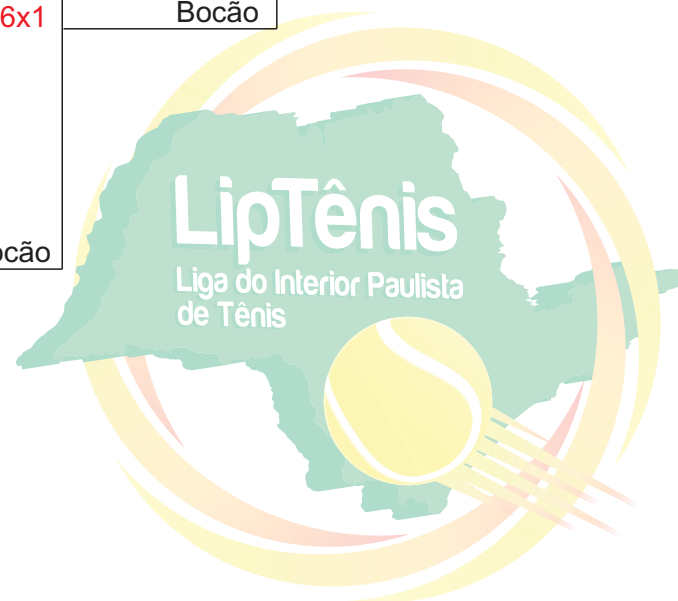 6x1
Bocão
LipTênis
Liga do Interior Paulista
de Tênis
ocão